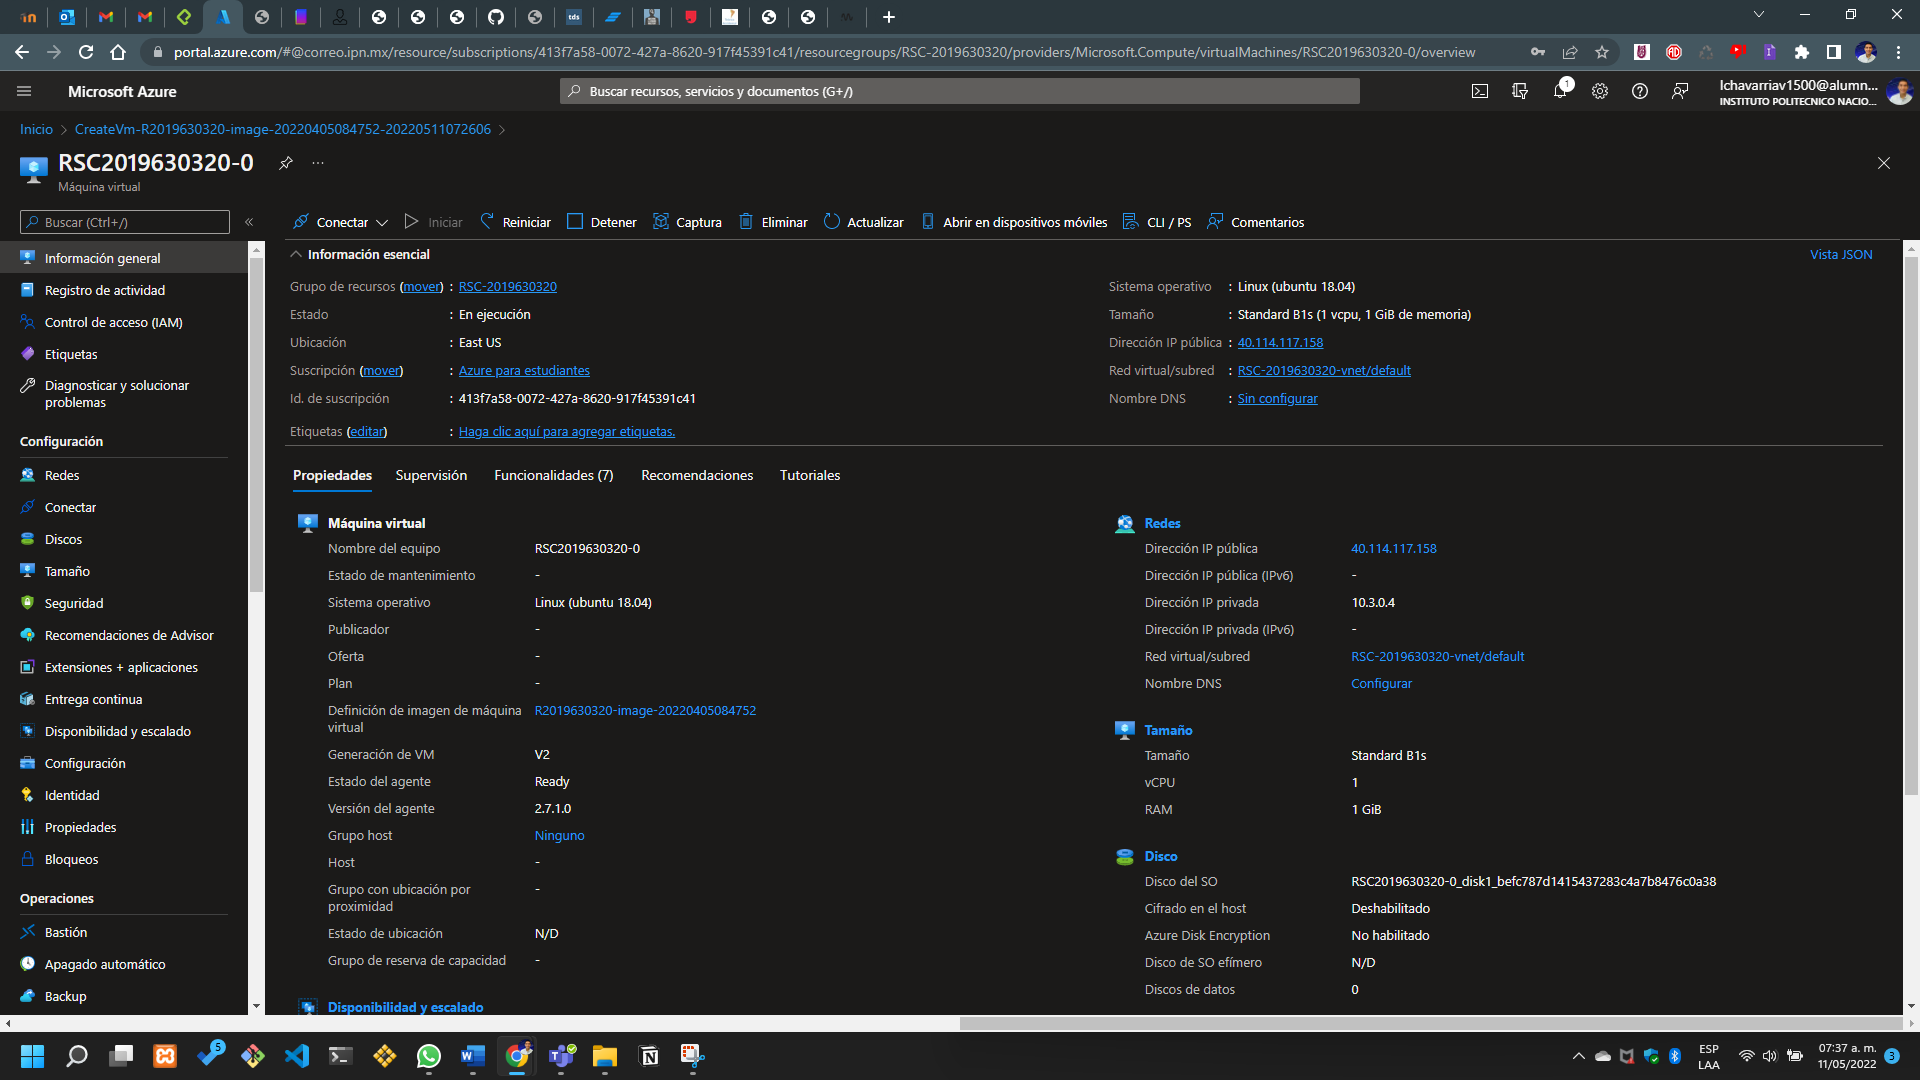 portal.azure.com/#@correo.ipn.mx/resource/subscriptions/413f7a58-0072-427a-8620-917f45391c41/resourcegroups/RSC-2019630320/providers/Microsoft.Compute/virtualMachines/RSC2019630320-0/overview
Microsoft Azure
Buscar recursos, servicios y documentos (G+/)
1
lchavarriav1500@alumn...
INSTITUTO POLITECNICO NACIO...
Inicio > CreateVm-R2019630320-image-20220405084752-20220511072606 >
RSC2019630320-0
Máquina virtual
Buscar (Ctrl+/)
Conectar
Iniciar
Reiniciar
Detener
Captura
Eliminar
Actualizar
Abrir en dispositivos móviles
CLI / PS
Comentarios
Información general
Registro de actividad
Control de acceso (IAM)
Etiquetas
Diagnosticar y solucionar
problemas
Configuración
Redes
Conectar
Discos
Tamaño
Seguridad
Recomendaciones de Advisor
Extensiones + aplicaciones
Entrega continua
Disponibilidad y escalado
Configuración
Identidad
Propiedades
Bloqueos
Operaciones
Bastión
Apagado automático
Backup
Información esencial
Vista JSON
Grupo de recursos (mover) : RSC-2019630320
Estado : En ejecución
Ubicación : East US
Suscripción (mover) : Azure para estudiantes
Id. de suscripción : 413f7a58-0072-427a-8620-917f45391c41
Etiquetas (editar) : Haga clic aquí para agregar etiquetas.
Sistema operativo : Linux (ubuntu 18.04)
Tamaño : Standard B1s (1 vcpu, 1 GiB de memoria)
Dirección IP pública : 40.114.117.158
Red virtual/subred : RSC-2019630320-vnet/default
Nombre DNS : Sin configurar
Propiedades
Supervisión
Funcionalidades (7)
Recomendaciones
Tutoriales
Máquina virtual
Nombre del equipo RSC2019630320-0
Estado de mantenimiento -
Sistema operativo Linux (ubuntu 18.04)
Publicador -
Oferta -
Plan -
Definición de imagen de máquina R2019630320-image-20220405084752
virtual
Generación de VM V2
Estado del agente Ready
Versión del agente 2.7.1.0
Grupo host Ninguno
Host -
Grupo con ubicación por -
proximidad
Estado de ubicación N/D
Grupo de reserva de capacidad -
Disponibilidad y escalado
Redes
Dirección IP pública 40.114.117.158
Dirección IP pública (IPv6) -
Dirección IP privada 10.3.0.4
Dirección IP privada (IPv6) -
Red virtual/subred RSC-2019630320-vnet/default
Nombre DNS Configurar
Tamaño
Tamaño Standard B1s
vCPU 1
RAM 1 GiB
Disco
Disco del SO RSC2019630320-0_disk1_befc787d1415437283c4a7b8476c0a38
Cifrado en el host Deshabilitado
Azure Disk Encryption No habilitado
Disco de SO efímero N/D
Discos de datos 0
5
ESP
LAA
07:37 a. m.
11/05/2022
3